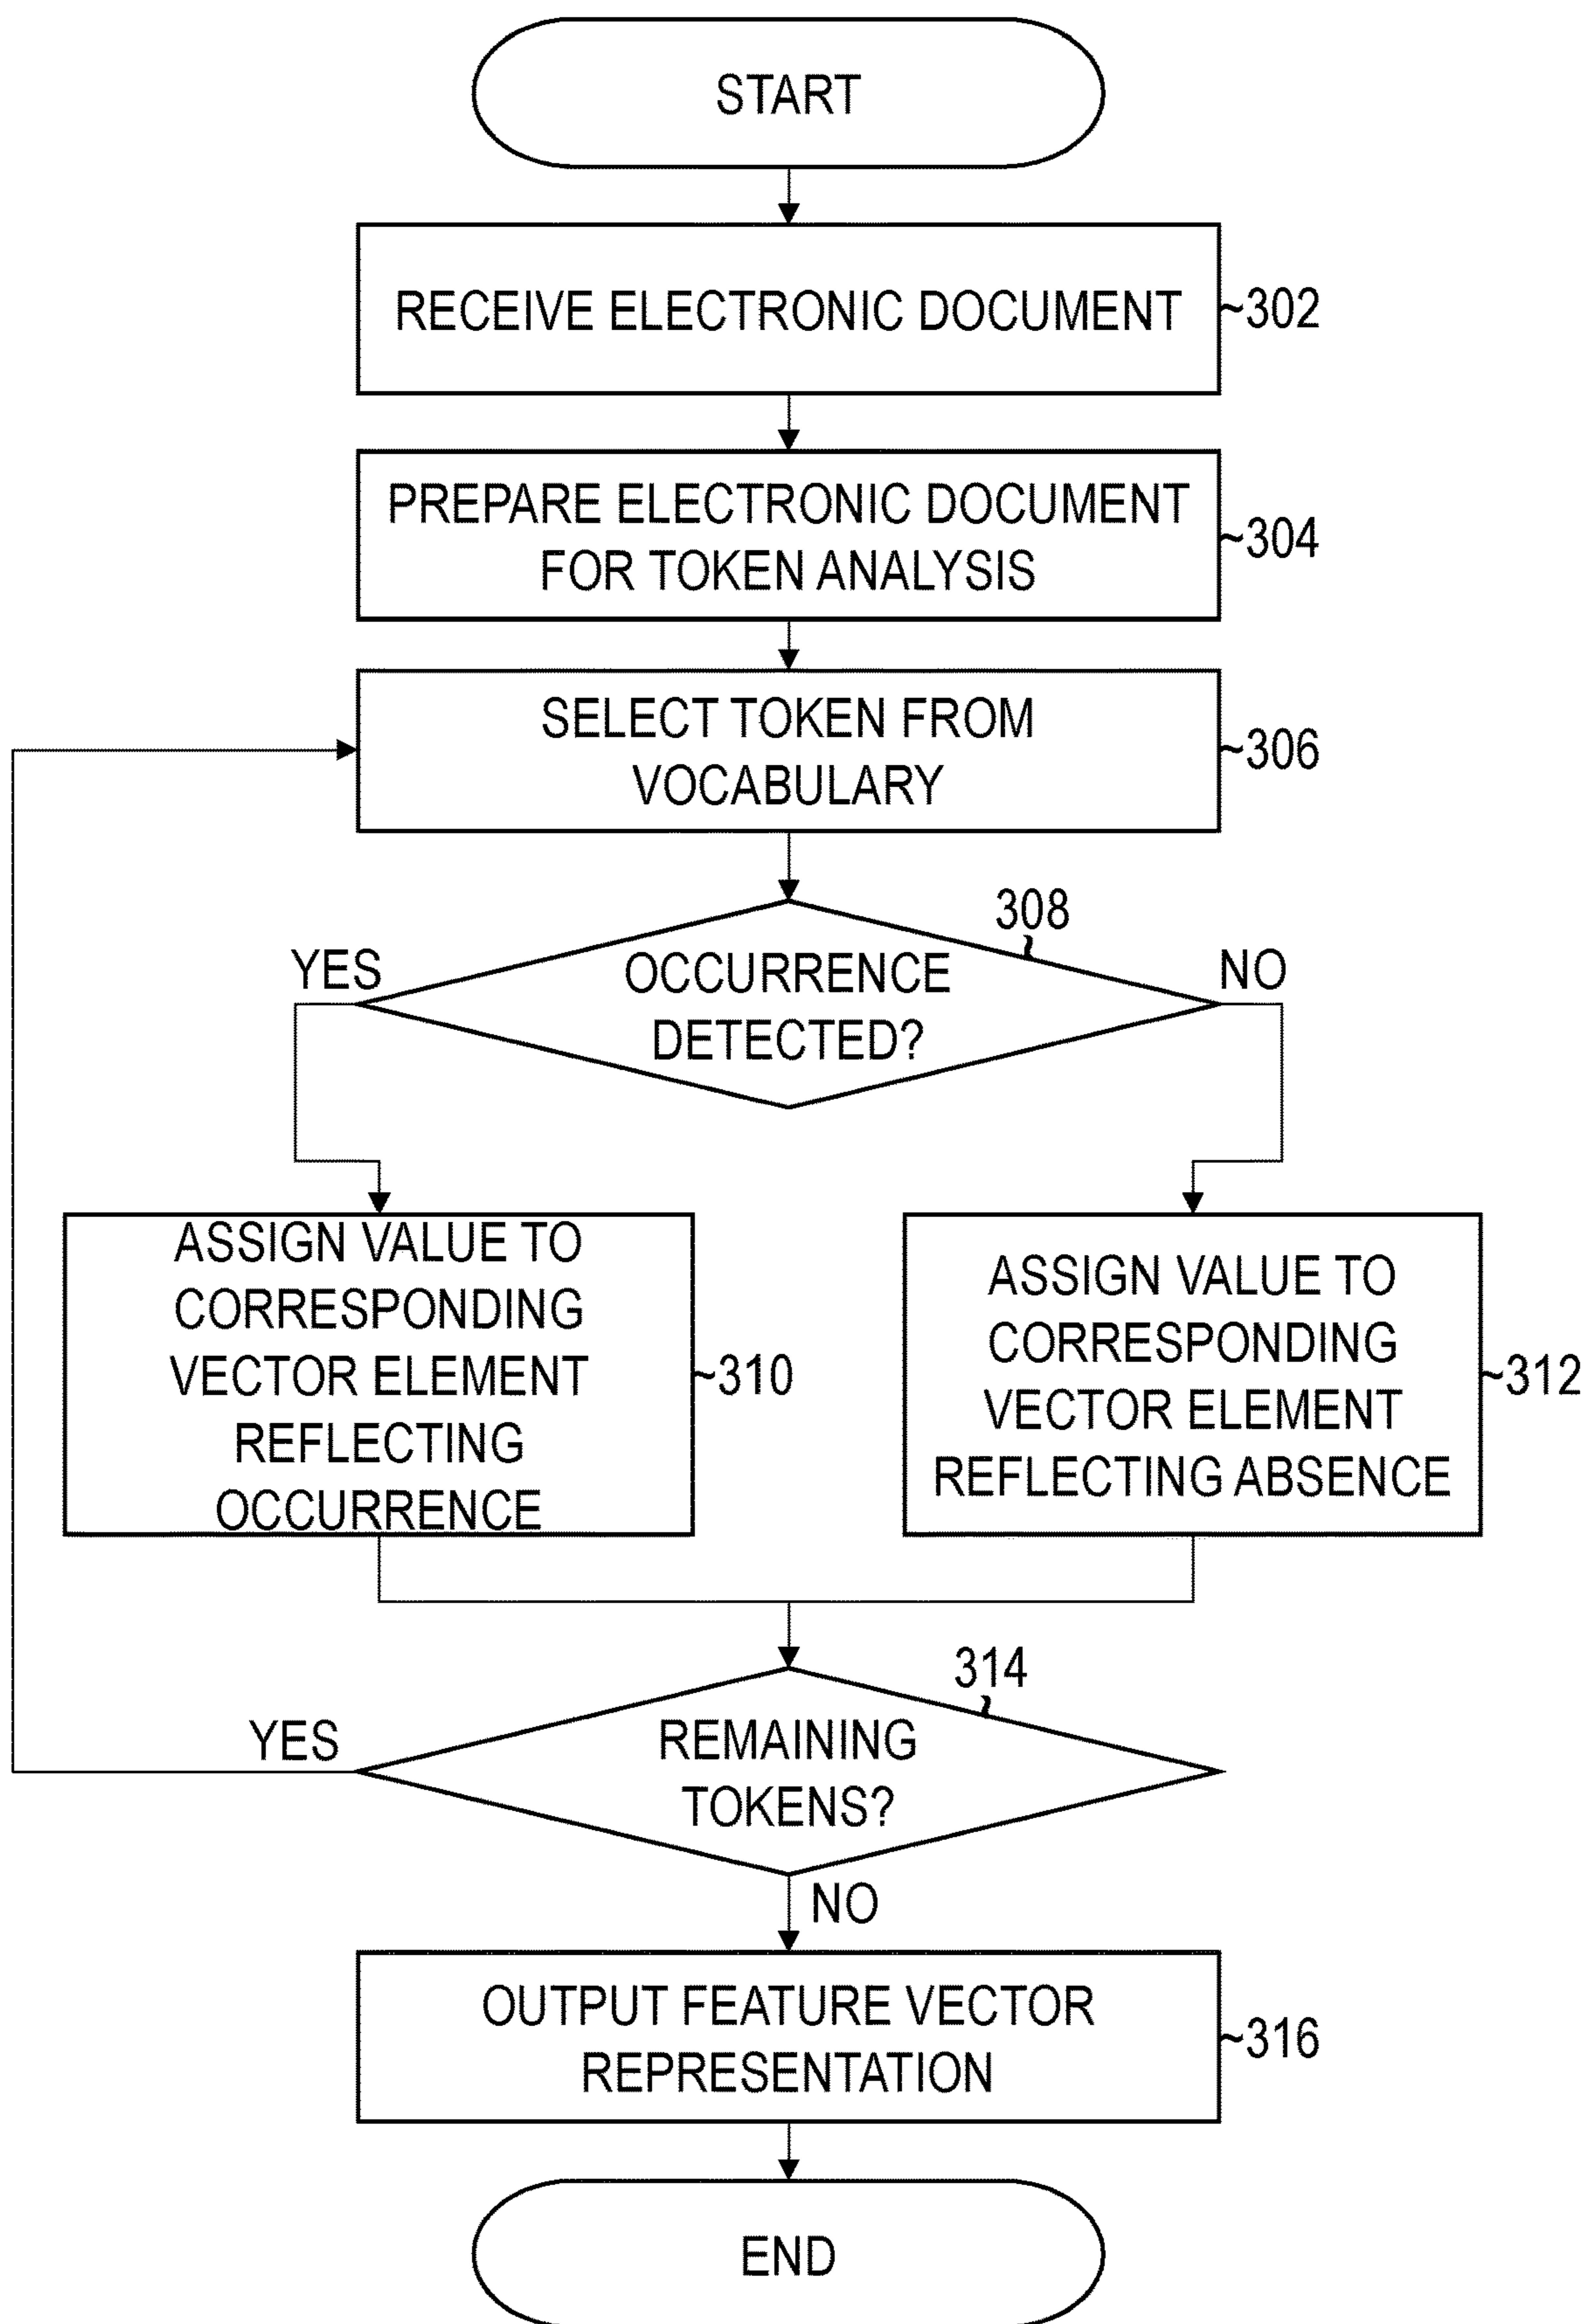 START
RECEIVE ELECTRONIC DOCUMENT
~302
PREPARE ELECTRONIC DOCUMENT
FOR TOKEN ANALYSIS
~304
SELECT TOKEN FROM
VOCABULARY
~306
308
YES
OCCURRENCE
DETECTED?
NO
ASSIGN VALUE TO
CORRESPONDING
VECTOR ELEMENT
REFLECTING
OCCURRENCE
~310
ASSIGN VALUE TO
CORRESPONDING
VECTOR ELEMENT
REFLECTING ABSENCE
~312
314
YES
REMAINING
TOKENS?
NO
OUTPUT FEATURE VECTOR
REPRESENTATION
~316
END